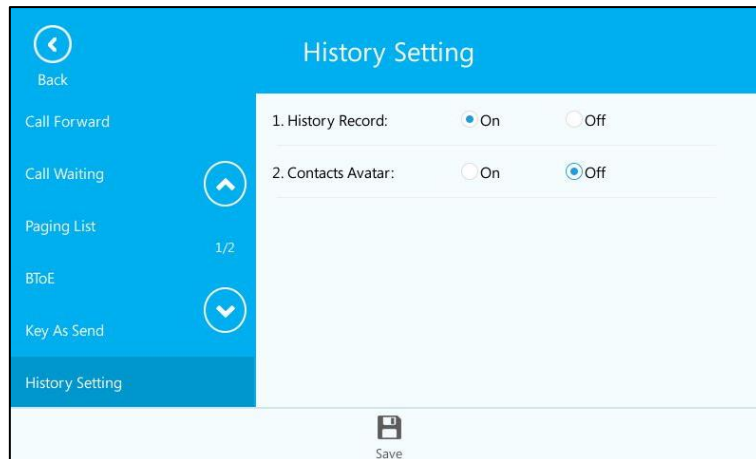 History Setting
Back
Call Forward
Call Waiting
Paging List
1/2
BToE
Key As Send
History Setting
1. History Record: On Off
2. Contacts Avatar: On Off
Save